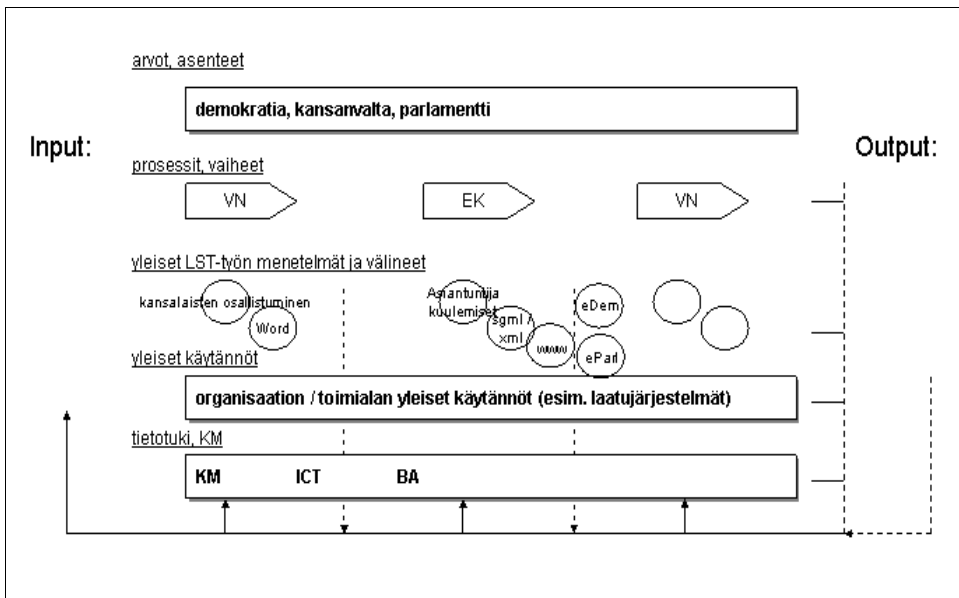 arvot, asenteet
demokratia, kansanvalta, parlamentti
Input:
Output:
prosessit, vaiheet
VN
EK
VN
yleiset LST-työn menetelmät ja välineet
kansalaisten osallistuminen
Word
Asiantuntija
kuulemiset
sgml /
xml
www
eDem
eParl
yleiset käytännöt
organisaation / toimialan yleiset käytännöt (esim. laatujärjestelmät)
tietotuki, KM
KM ICT BA